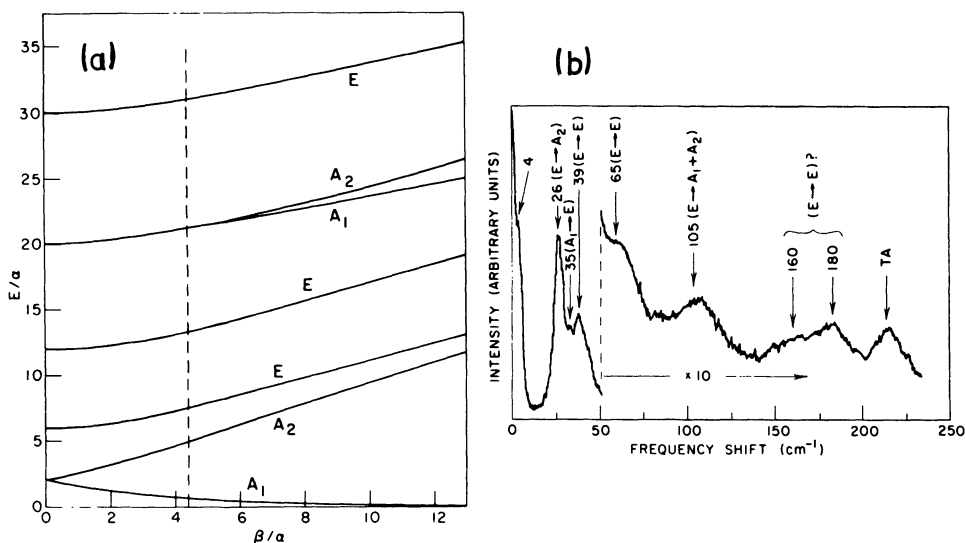 (a)
35
30
25
20
15
10
5
0
E/α
E
A2
A1
E
E
A2
A1
0
2
4
6
8
10
12
β/α
(b)
INTENSITY (ARBITRARY UNITS)
4
26 (E→A2)
35(A1→E)
39(E→E)
65(E→E)
105 (E→A1+A2)
(E→E)?
160
180
TA
x 10
0
50
100
150
200
250
FREQUENCY SHIFT (cm-1)